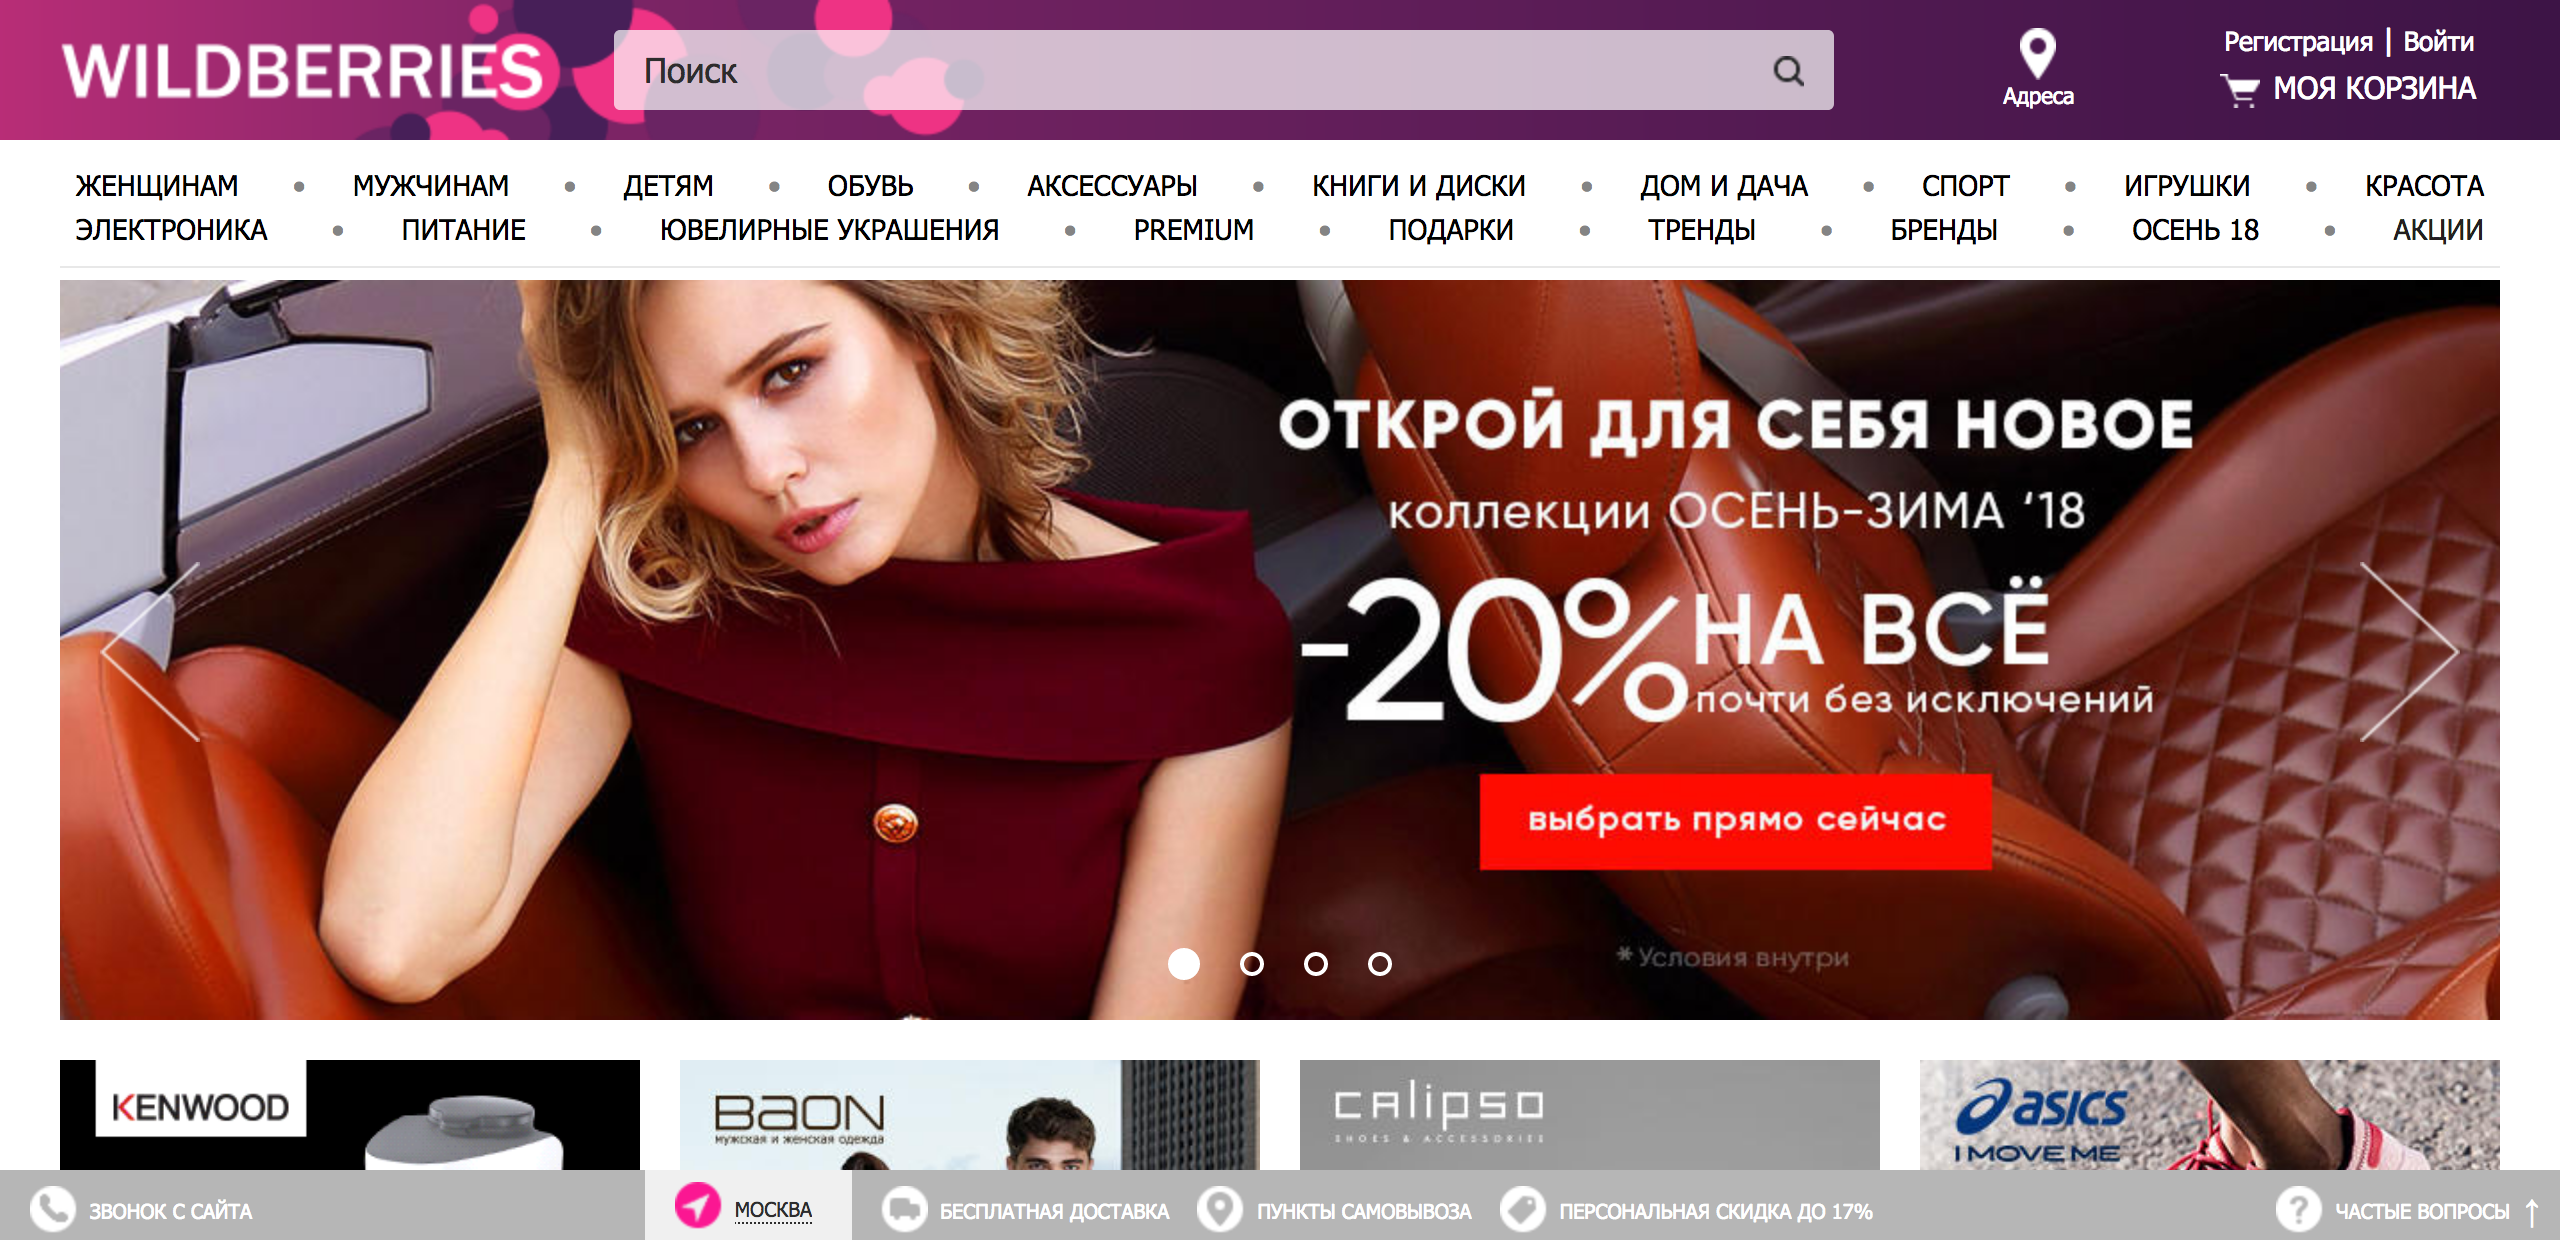 WILDBERRIES
Поиск
Адреса
Регистрация | Войти
МОЯ КОРЗИНА
ЖЕНЩИНАМ • МУЖЧИНАМ • ДЕТЯМ • ОБУВЬ • АКСЕССУАРЫ • КНИГИ И ДИСКИ • ДОМ И ДАЧА • СПОРТ • ИГРУШКИ • КРАСОТА
ЭЛЕКТРОНИКА • ПИТАНИЕ • ЮВЕЛИРНЫЕ УКРАШЕНИЯ • PREMIUM • ПОДАРКИ • ТРЕНДЫ • БРЕНДЫ • ОСЕНЬ 18 • АКЦИИ
ОТКРОЙ ДЛЯ СЕБЯ НОВОЕ
коллекции ОСЕНЬ-ЗИМА ‘18
-20% НА ВСЁ
почти без исключений
выбрать прямо сейчас
* Условия внутри
KENWOOD
BAON
мужская и женская одежда
calipso
SHOES & ACCESSORIES
asics
I MOVE ME
ЗВОНОК С САЙТА
МОСКВА
БЕСПЛАТНАЯ ДОСТАВКА
ПУНКТЫ САМОВЫВОЗА
ПЕРСОНАЛЬНАЯ СКИДКА ДО 17%
ЧАСТЫЕ ВОПРОСЫ ↑